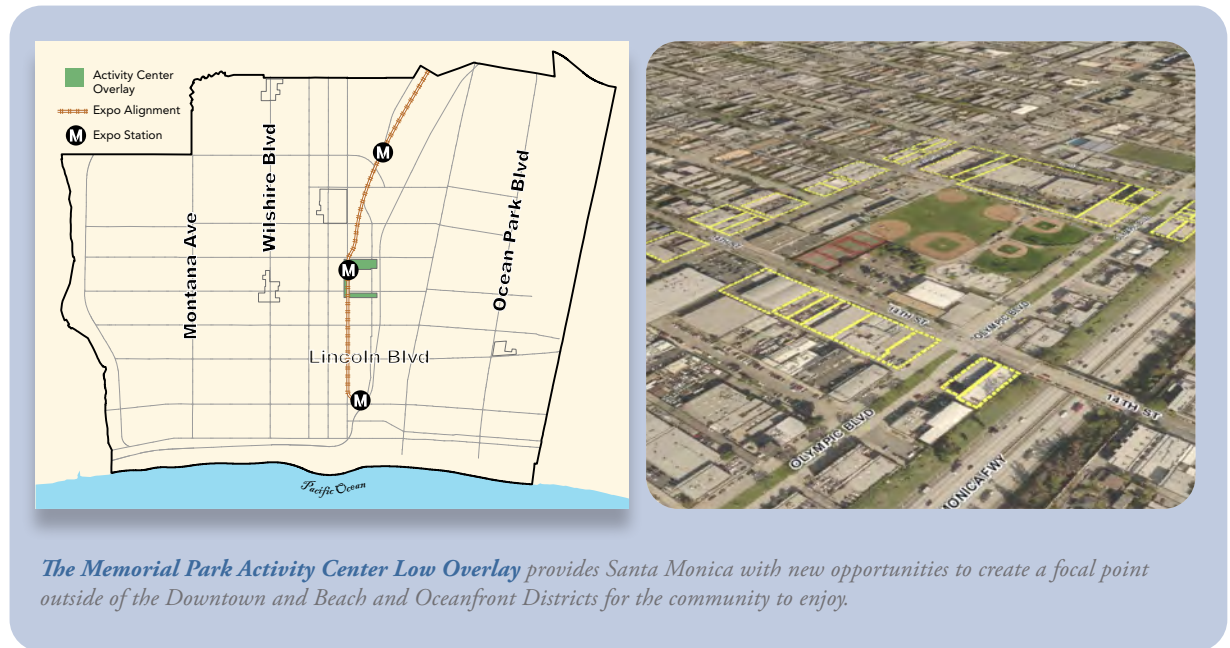 Activity Center
Overlay
Expo Alignment
M Expo Station
Montana Ave
Wilshire Blvd
Ocean Park Blvd
M
M
Lincoln Blvd
M
Pacific Ocean
14TH ST
OLYMPIC BLVD
14TH ST
OLYMPIC BLVD
MONICA FWY
The Memorial Park Activity Center Low Overlay provides Santa Monica with new opportunities to create a focal point
outside of the Downtown and Beach and Oceanfront Districts for the community to enjoy.